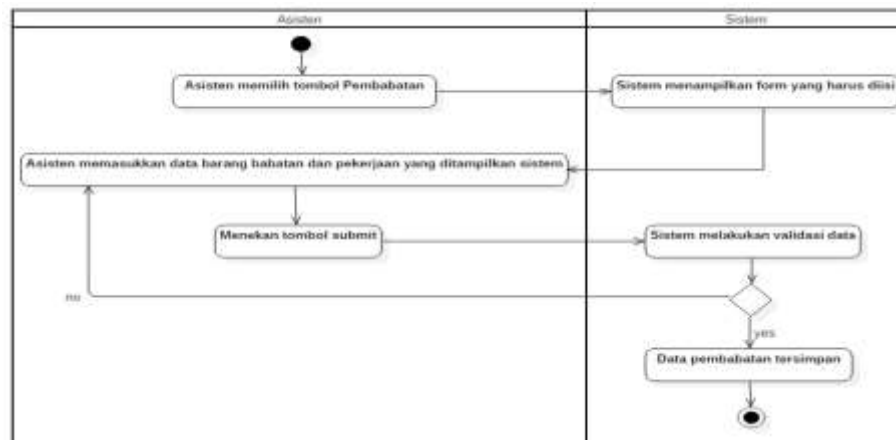 Asisten
Sistem
Asisten memilih tombol Pembabatan
Sistem menampilkan form yang harus diisi
Asisten memasukkan data barang babatan dan pekerjaan yang ditampilkan sistem
Menekan tombol submit
Sistem melakukan validasi data
no
yes
Data pembabatan tersimpan